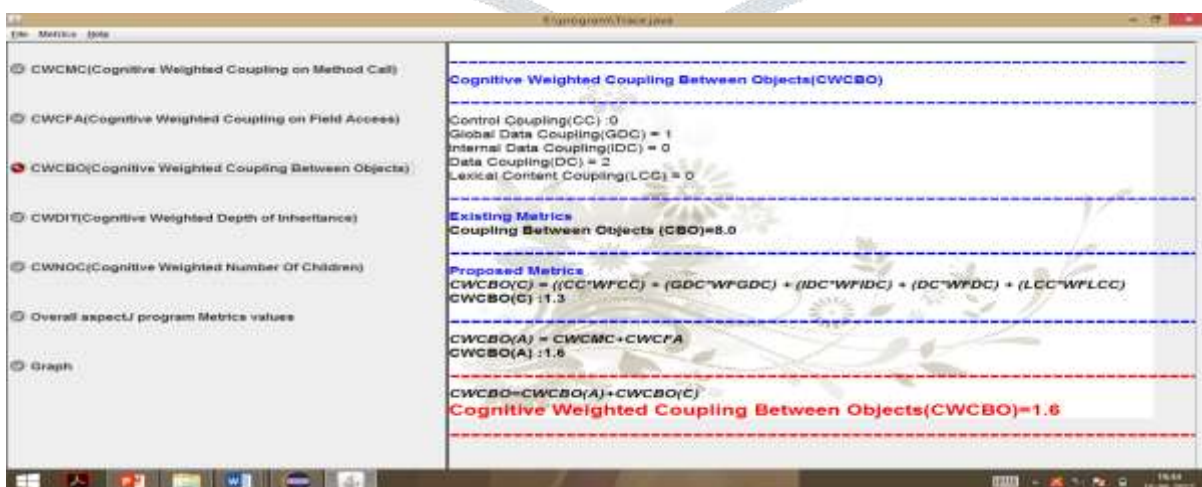 E:\program\Trace.java
File Metrics Help
CWCMC(Cognitive Weighted Coupling on Method Call)
CWCFA(Cognitive Weighted Coupling on Field Access)
CWCBO(Cognitive Weighted Coupling Between Objects)
CWDIT(Cognitive Weighted Depth of Inheritance)
CWNOC(Cognitive Weighted Number Of Children)
Overall aspectJ program Metrics values
Graph
Cognitive Weighted Coupling Between Objects(CWCBO)
Control Coupling(CC) :0
Global Data Coupling(GDC) = 1
Internal Data Coupling(IDC) = 0
Data Coupling(DC) = 2
Lexical Content Coupling(LCC) = 0
Existing Metrics
Coupling Between Objects (CBO)=8.0
Proposed Metrics
CWCBO(C) = ((CC*WFCC) + (GDC*WFGDC) + (IDC*WFIDC) + (DC*WFDC) + (LCC*WFLCC)
CWCBO(C) :1.3
CWCBO(A) = CWCMC+CWCFA
CWCBO(A) :1.6
CWCBO=CWCBO(A)+CWCBO(C)
Cognitive Weighted Coupling Between Objects(CWCBO)=1.6